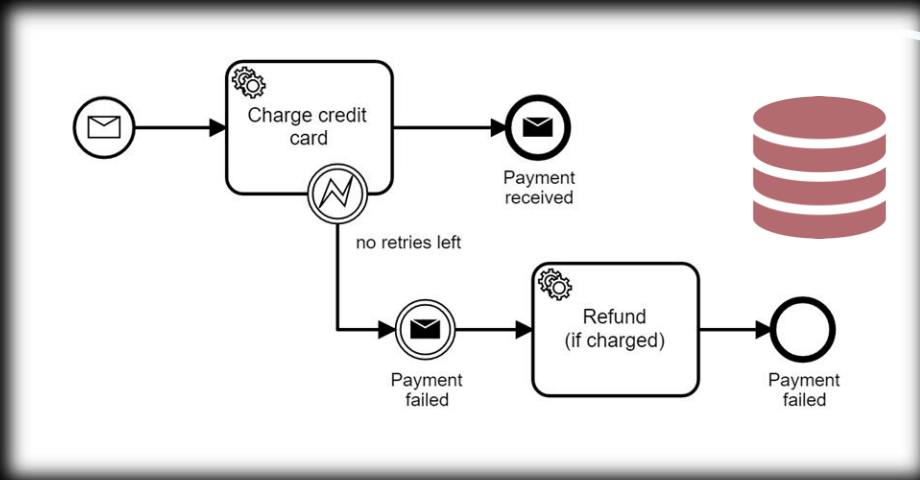 Charge credit
card
Payment
received
no retries left
Refund
(if charged)
Payment
failed
Payment
failed